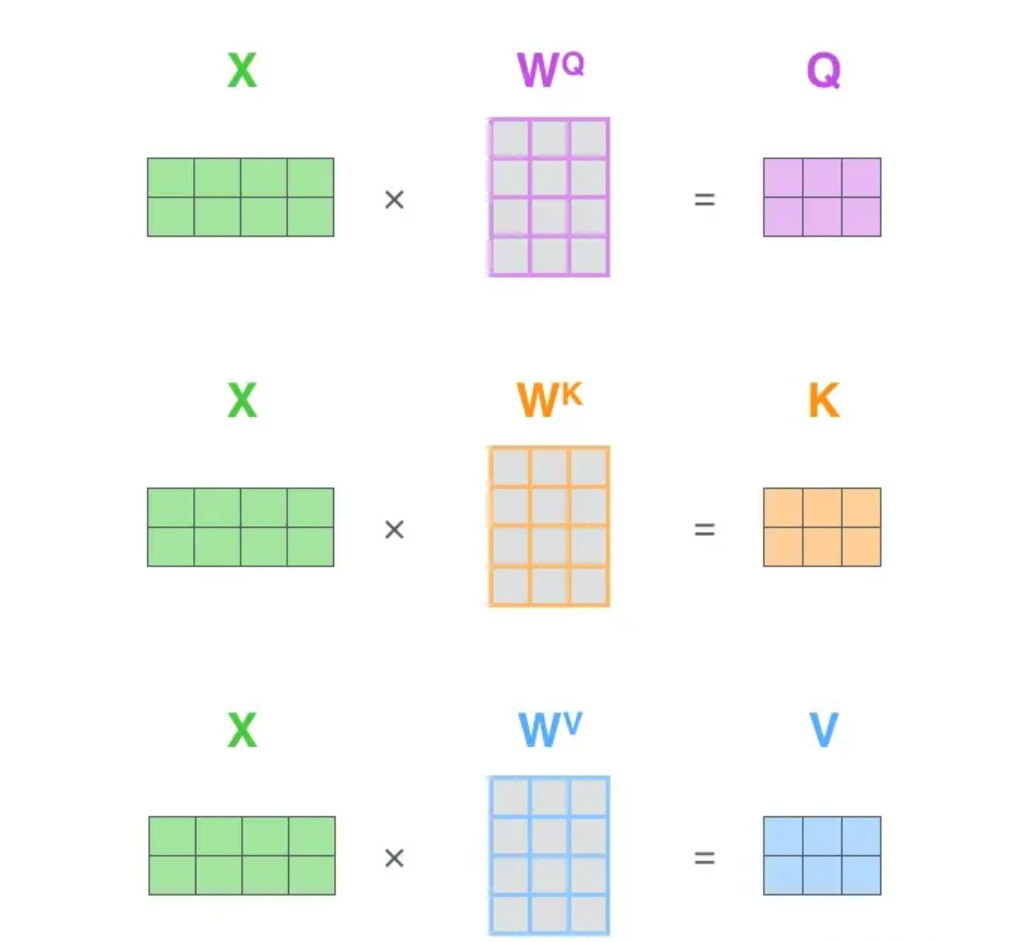 X W^Q Q
× =
X W^K K
× =
X W^V V
× =